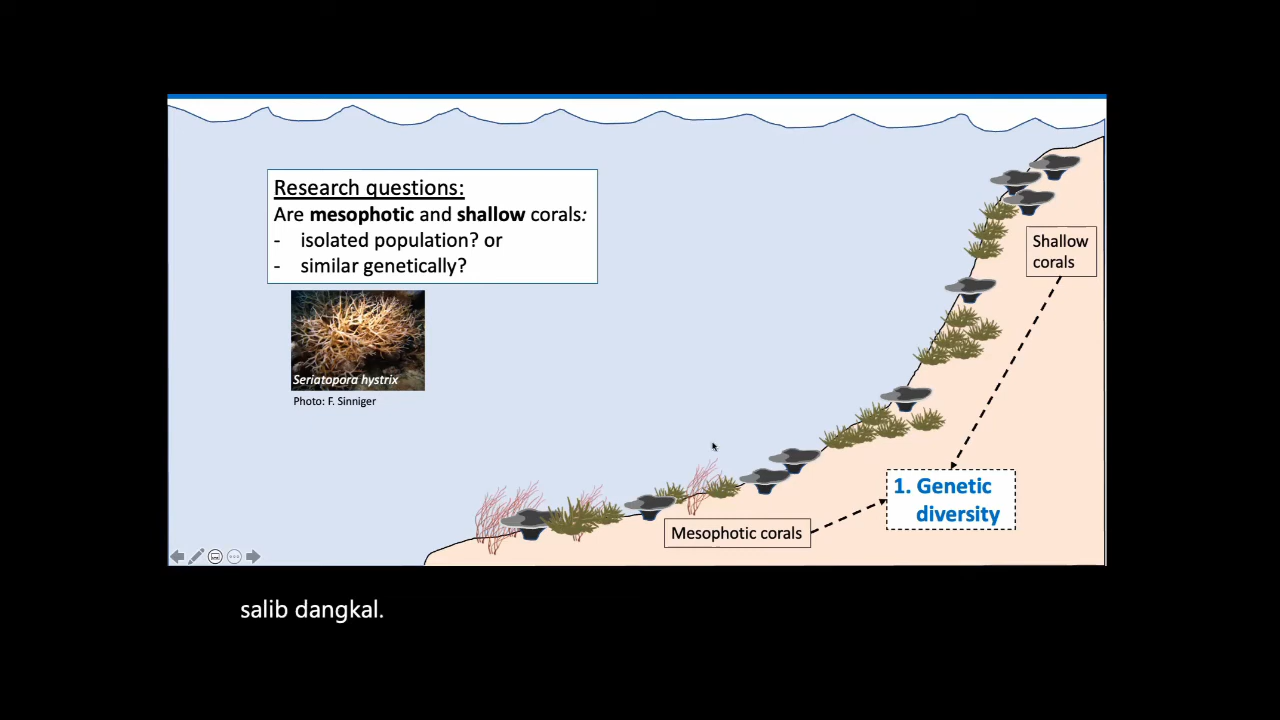 Research questions:
Are mesophotic and shallow corals:
- isolated population? or
- similar genetically?
Seriatopora hystrix
Photo: F. Sinniger
Shallow
corals
1. Genetic
diversity
Mesophotic corals
salib dangkal.